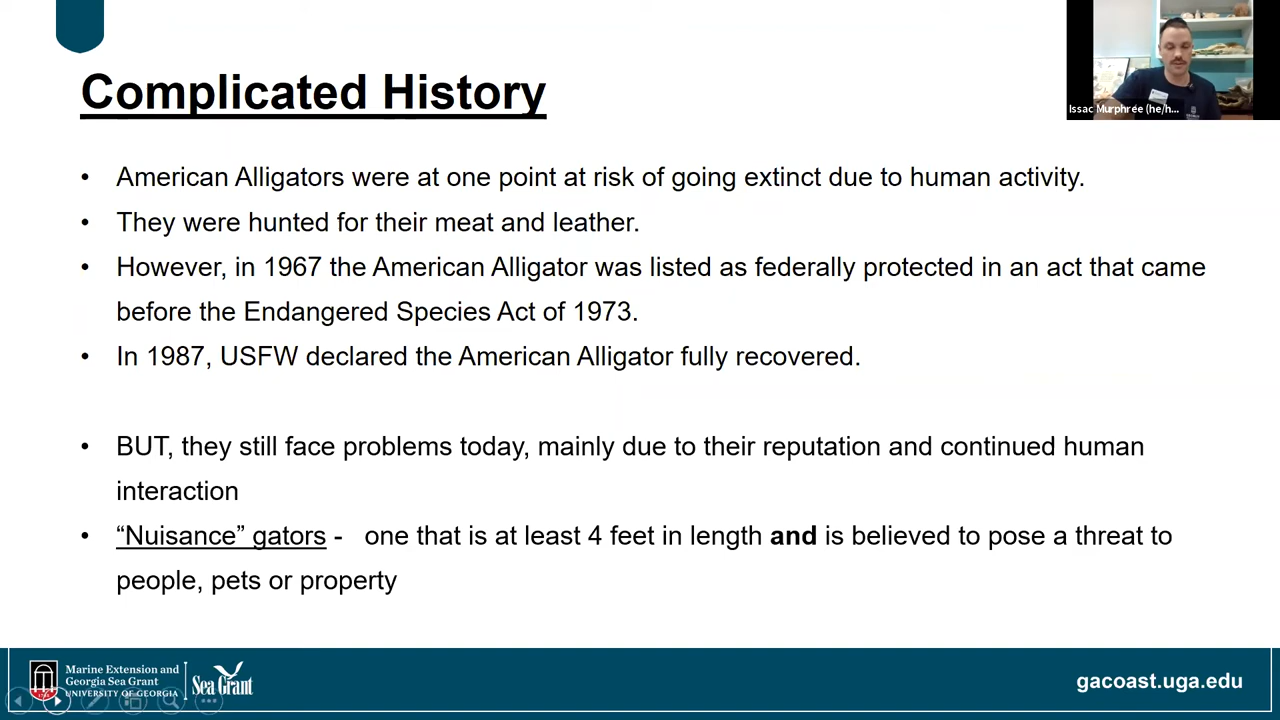 Complicated History
Issac Murphree (he/h...
• American Alligators were at one point at risk of going extinct due to human activity.
• They were hunted for their meat and leather.
• However, in 1967 the American Alligator was listed as federally protected in an act that came
before the Endangered Species Act of 1973.
• In 1987, USFW declared the American Alligator fully recovered.
• BUT, they still face problems today, mainly due to their reputation and continued human
interaction
• “Nuisance” gators - one that is at least 4 feet in length and is believed to pose a threat to
people, pets or property
Marine Extension and
Georgia Sea Grant
UNIVERSITY OF GEORGIA
Sea Grant
gacoast.uga.edu